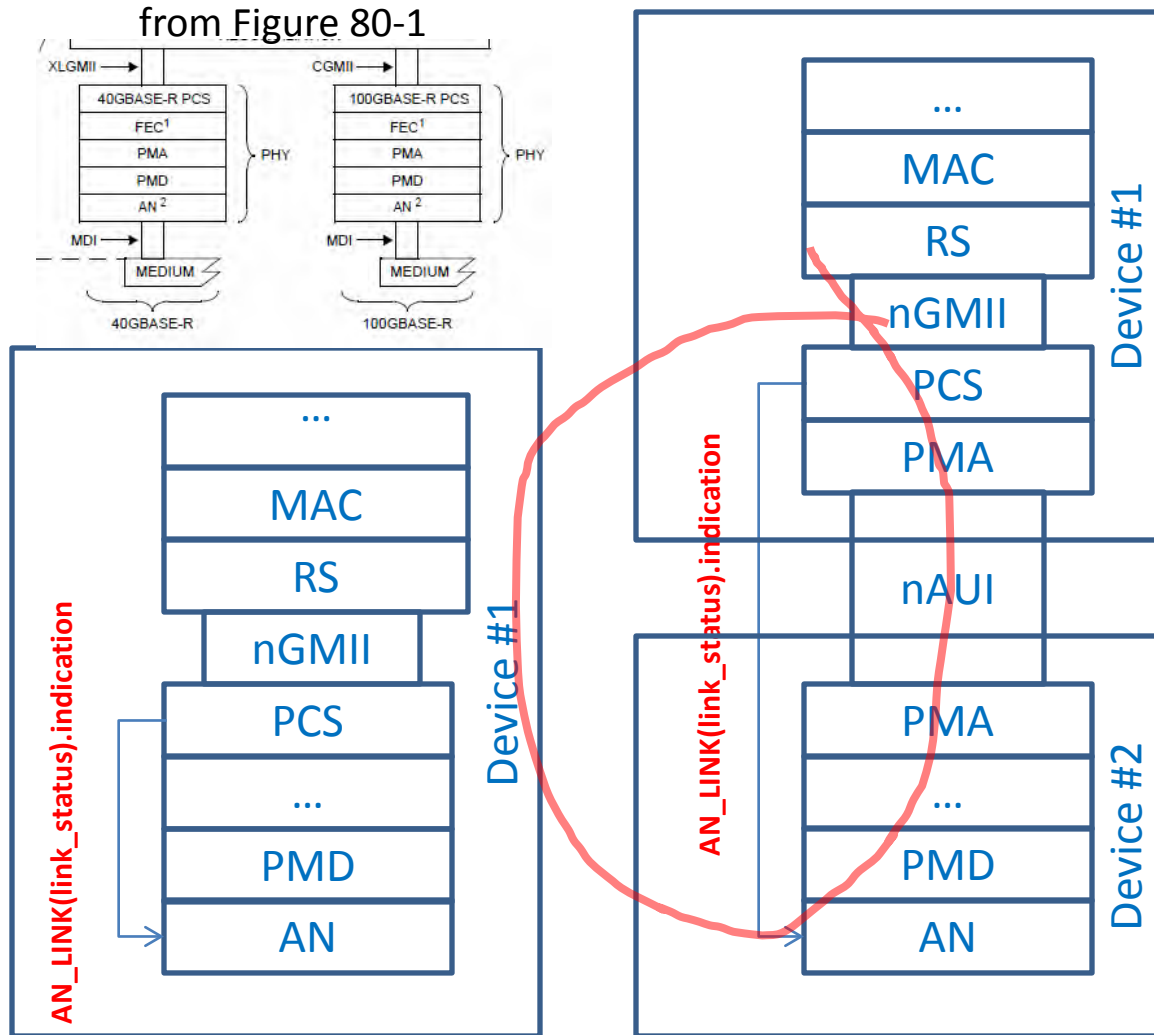 from Figure 80-1
XLGMII
CGMII
40GBASE-R PCS
FEC1
PMA
PMD
AN 2
PHY
100GBASE-R PCS
FEC1
PMA
PMD
AN 2
PHY
MDI
MDI
MEDIUM
MEDIUM
40GBASE-R
100GBASE-R
...
MAC
RS
nGMII
PCS
...
PMD
AN
AN_LINK(link_status).indication
Device #1
...
MAC
RS
nGMII
PCS
PMA
Device #1
nAUI
AN_LINK(link_status).indication
PMA
...
PMD
AN
Device #2